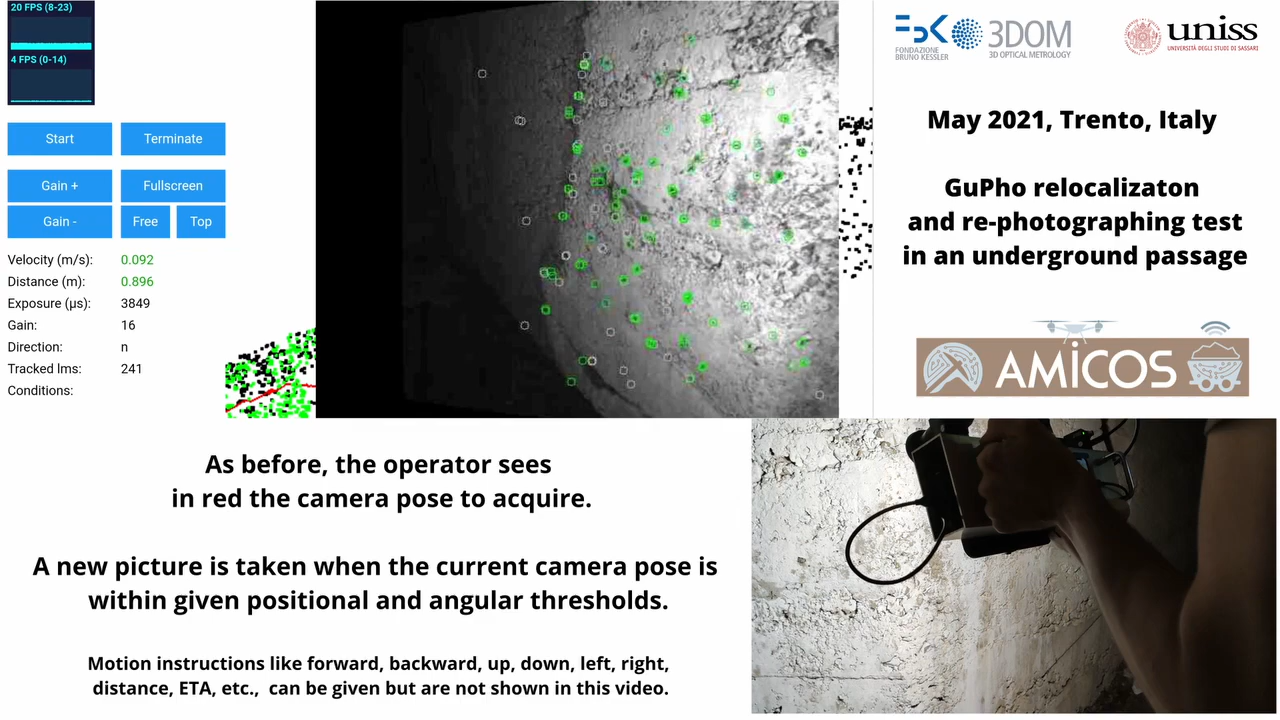 20 FPS (8-23)
4 FPS (0-14)
Start
Terminate
Gain +
Fullscreen
Gain -
Free
Top
Velocity (m/s): 0.092
Distance (m): 0.896
Exposure (µs): 3849
Gain: 16
Direction: n
Tracked lms: 241
Conditions:
FBK
FONDAZIONE
BRUNO KESSLER
3DOM
3D OPTICAL METROLOGY
uniss
UNIVERSITÀ DEGLI STUDI DI SASSARI
May 2021, Trento, Italy
GuPho relocalizaton
and re-photographing test
in an underground passage
AMICOS
As before, the operator sees
in red the camera pose to acquire.
A new picture is taken when the current camera pose is
within given positional and angular thresholds.
Motion instructions like forward, backward, up, down, left, right,
distance, ETA, etc., can be given but are not shown in this video.